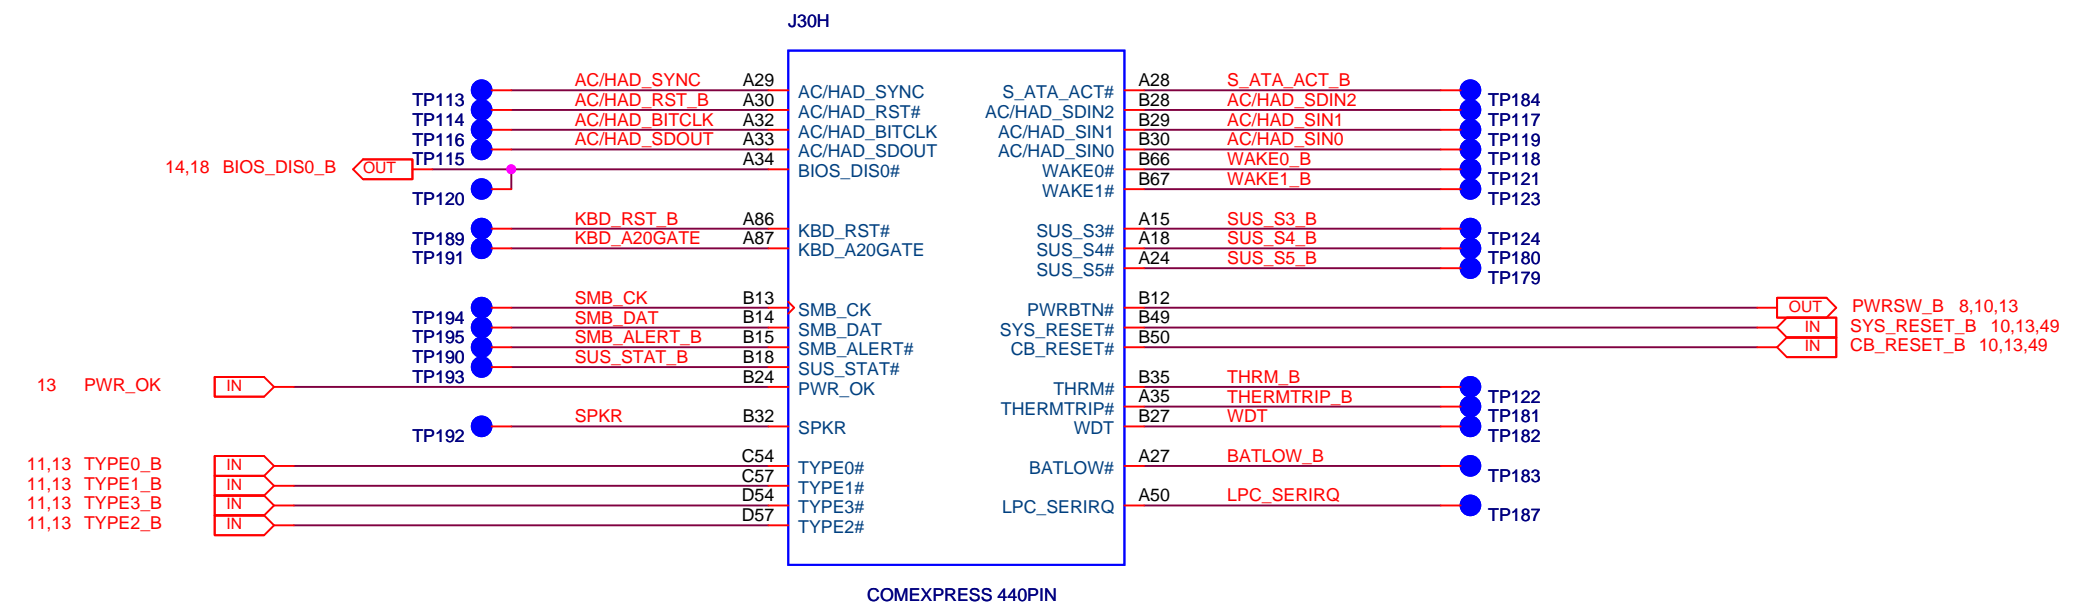 J30H
AC/HAD_SYNC A29 AC/HAD_SYNC S_ATA_ACT# A28 S_ATA_ACT_B
TP113 AC/HAD_RST_B A30 AC/HAD_RST# AC/HAD_SDIN2 B28 AC/HAD_SDIN2 TP184
TP114 AC/HAD_BITCLK A32 AC/HAD_BITCLK AC/HAD_SIN1 B29 AC/HAD_SIN1 TP117
TP116 AC/HAD_SDOUT A33 AC/HAD_SDOUT AC/HAD_SIN0 B30 AC/HAD_SIN0 TP119
14,18 BIOS_DIS0_B OUT TP115 A34 BIOS_DIS0# WAKE0# B66 WAKE0_B TP118
WAKE1# B67 WAKE1_B TP121
TP120 TP123
KBD_RST_B A86 KBD_RST# SUS_S3# A15 SUS_S3_B
TP189 KBD_A20GATE A87 KBD_A20GATE SUS_S4# A18 SUS_S4_B TP124
TP191 SUS_S5# A24 SUS_S5_B TP180
TP179
SMB_CK B13 SMB_CK PWRBTN# B12 OUT PWRSW_B 8,10,13
TP194 SMB_DAT B14 SMB_DAT SYS_RESET# B49 IN SYS_RESET_B 10,13,49
TP195 SMB_ALERT_B B15 SMB_ALERT# CB_RESET# B50 IN CB_RESET_B 10,13,49
TP190 SUS_STAT_B B18 SUS_STAT#
13 PWR_OK IN TP193 B24 PWR_OK THRM# B35 THRM_B
THERMTRIP# A35 THERMTRIP_B TP122
SPKR B32 SPKR WDT B27 WDT TP181
TP192 TP182
11,13 TYPE0_B IN C54 TYPE0# BATLOW# A27 BATLOW_B
11,13 TYPE1_B IN C57 TYPE1# TP183
11,13 TYPE3_B IN D54 TYPE3# LPC_SERIRQ A50 LPC_SERIRQ
11,13 TYPE2_B IN D57 TYPE2# TP187
COMEXPRESS 440PIN